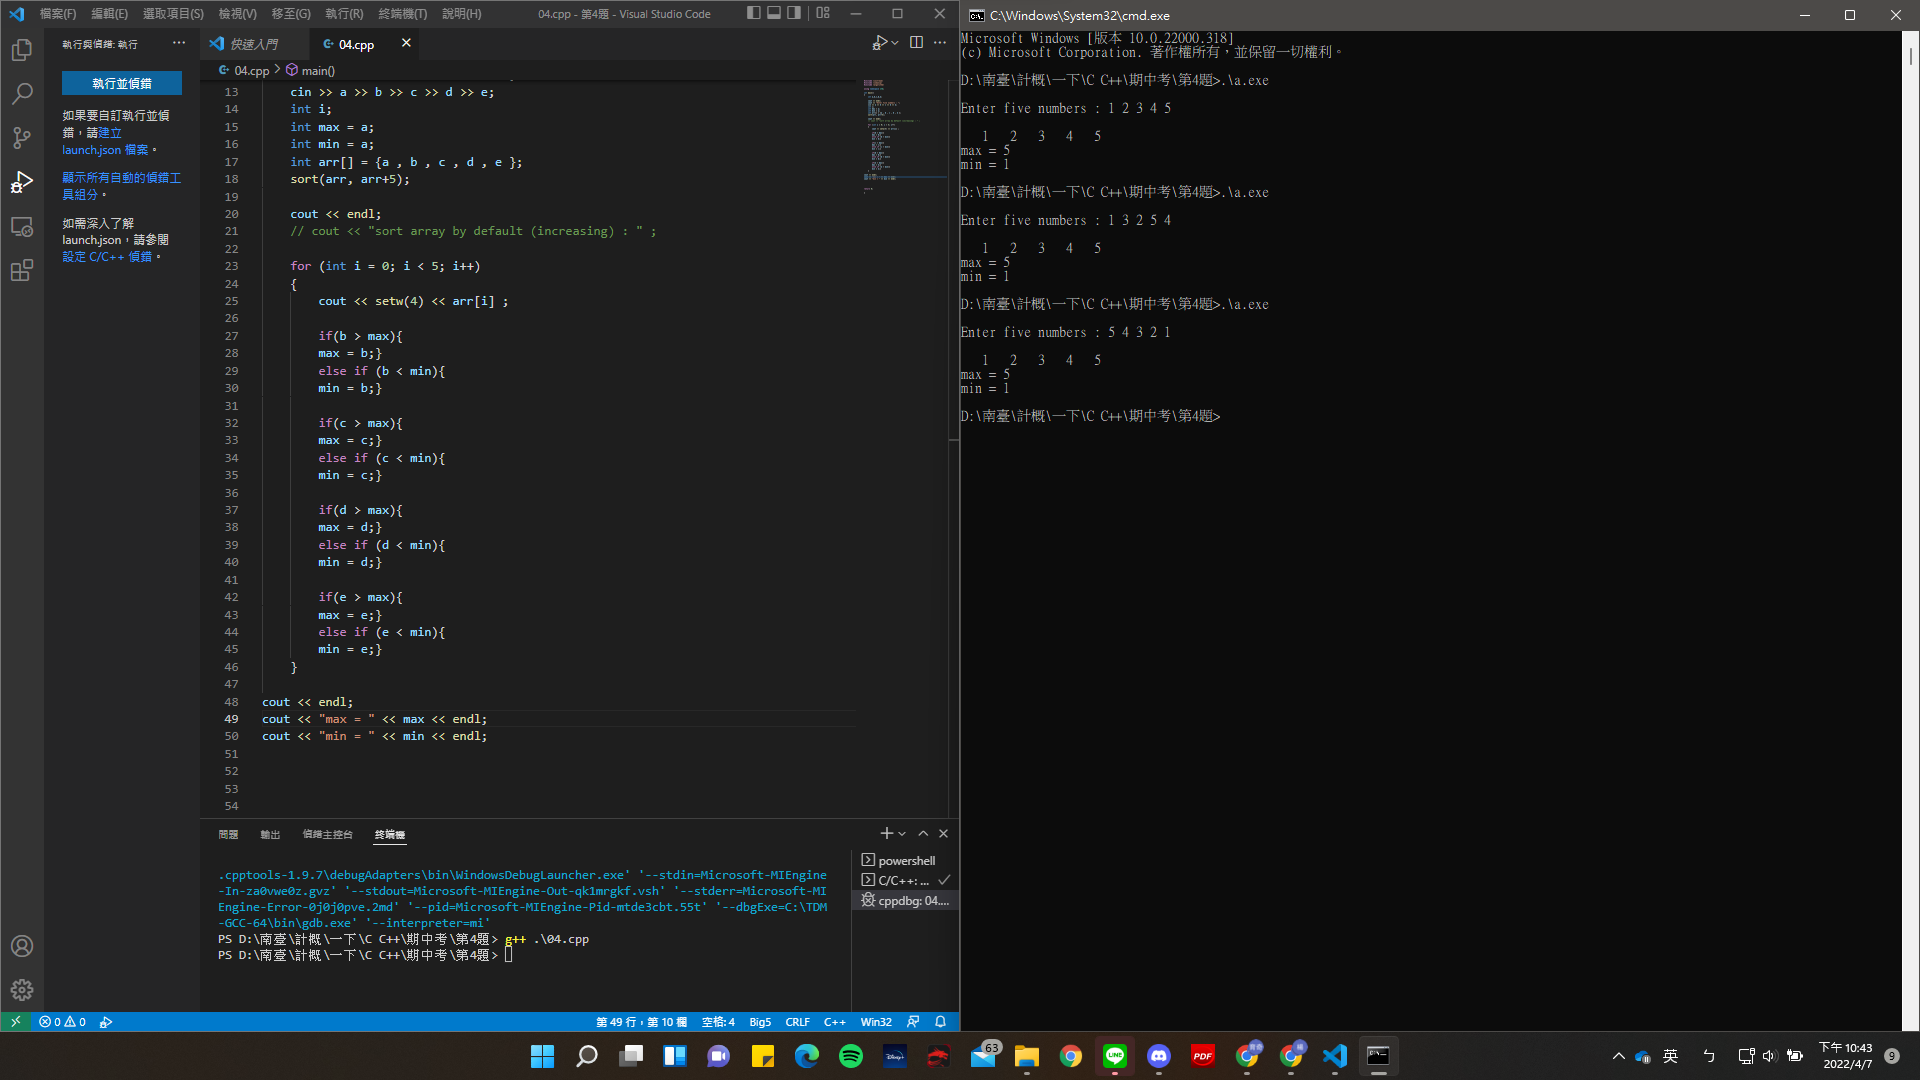 檔案(F) 編輯(E) 選取項目(S) 檢視(V) 移至(G) 執行(R) 終端機(T) 說明(H) 04.cpp - 第4題 - Visual Studio Code
執行與偵錯: 執行
執行並偵錯
如果要自訂執行並偵
錯，請建立
launch.json 檔案。
顯示所有自動的偵錯工
具組分。
如需深入了解
launch.json，請參閱
設定 C/C++ 偵錯。
快速入門 04.cpp
04.cpp > main()
13 cin >> a >> b >> c >> d >> e;
14 int i;
15 int max = a;
16 int min = a;
17 int arr[] = {a , b , c , d , e };
18 sort(arr, arr+5);
19
20 cout << endl;
21 // cout << "sort array by default (increasing) : " ;
22
23 for (int i = 0; i < 5; i++)
24 {
25 cout << setw(4) << arr[i] ;
26
27 if(b > max){
28 max = b;}
29 else if (b < min){
30 min = b;}
31
32 if(c > max){
33 max = c;}
34 else if (c < min){
35 min = c;}
36
37 if(d > max){
38 max = d;}
39 else if (d < min){
40 min = d;}
41
42 if(e > max){
43 max = e;}
44 else if (e < min){
45 min = e;}
46 }
47
48 cout << endl;
49 cout << "max = " << max << endl;
50 cout << "min = " << min << endl;
51
52
53
54
問題 輸出 偵錯主控台 終端機
.cpptools-1.9.7\debugAdapters\bin\WindowsDebugLauncher.exe' '--stdin=Microsoft-MIEngine
-In-za0vwe0z.gvz' '--stdout=Microsoft-MIEngine-Out-qk1mrgkf.vsh' '--stderr=Microsoft-MI
Engine-Error-0j0j0pve.2md' '--pid=Microsoft-MIEngine-Pid-mtde3cbt.55t' '--dbgExe=C:\TDM
-GCC-64\bin\gdb.exe' '--interpreter=mi'
PS D:\南臺\計概\一下\C C++\期中考\第4題> g++ .\04.cpp
PS D:\南臺\計概\一下\C C++\期中考\第4題>
powershell
C/C++: ...
cppdbg: 04....
0 0 第 49 行，第 10 欄 空格: 4 Big5 CRLF C++ Win32
C:\Windows\System32\cmd.exe
Microsoft Windows [版本 10.0.22000.318]
(c) Microsoft Corporation. 著作權所有，並保留一切權利。
D:\南臺\計概\一下\C C++\期中考\第4題>.\a.exe
Enter five numbers : 1 2 3 4 5
1 2 3 4 5
max = 5
min = 1
D:\南臺\計概\一下\C C++\期中考\第4題>.\a.exe
Enter five numbers : 1 3 2 5 4
1 2 3 4 5
max = 5
min = 1
D:\南臺\計概\一下\C C++\期中考\第4題>.\a.exe
Enter five numbers : 5 4 3 2 1
1 2 3 4 5
max = 5
min = 1
D:\南臺\計概\一下\C C++\期中考\第4題>
Disney+ 63 LINE PDF
英 ㄅ 下午 10:43
2022/4/7 9